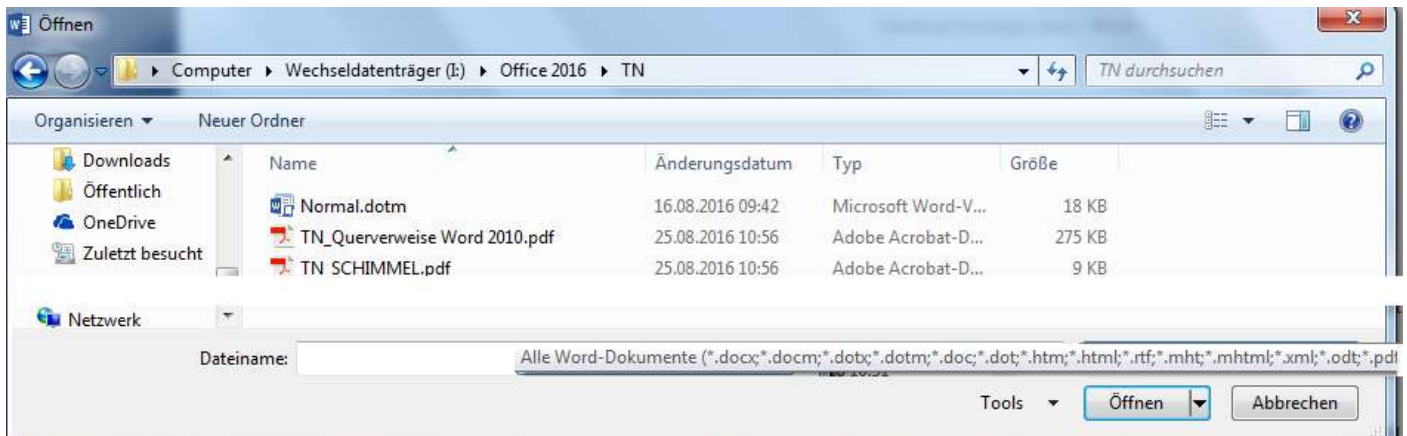 Öffnen
Computer Wechseldatenträger (I:) Office 2016 TN TN durchsuchen
Organisieren Neuer Ordner
Downloads
Öffentlich
OneDrive
Zuletzt besucht
Netzwerk
Name Änderungsdatum Typ Größe
Normal.dotm 16.08.2016 09:42 Microsoft Word-V... 18 KB
TN_Querverweise Word 2010.pdf 25.08.2016 10:56 Adobe Acrobat-D... 275 KB
TN_SCHIMMEL.pdf 25.08.2016 10:56 Adobe Acrobat-D... 9 KB
Dateiname: Alle Word-Dokumente (*.docx;*.docm;*.dotx;*.dotm;*.doc;*.dot;*.htm;*.html;*.rtf;*.mht;*.mhtml;*.xml;*.odt;*.pdf
Tools Öffnen Abbrechen